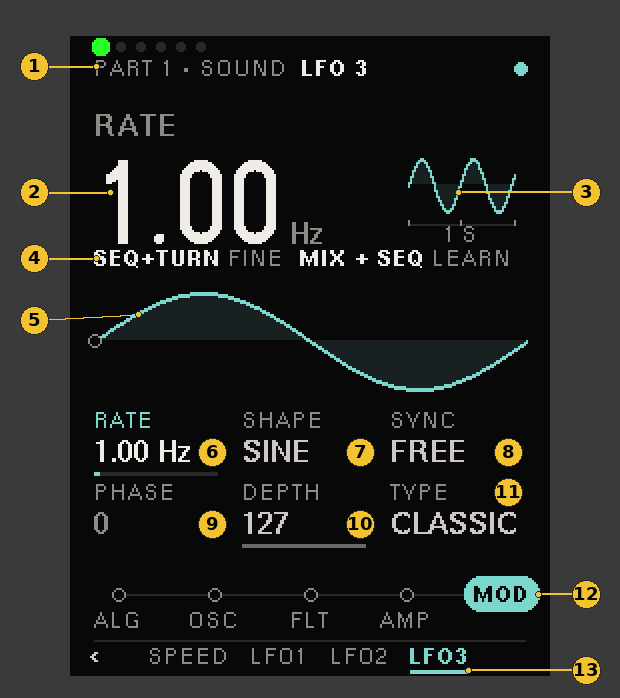 1 PART 1 · SOUND LFO 3
RATE
2 1.00 Hz 3
1 S
4 SEQ+TURN FINE MIX + SEQ LEARN
5
RATE SHAPE SYNC
1.00 Hz 6 SINE 7 FREE 8
PHASE DEPTH TYPE 11
0 9 127 10 CLASSIC
MOD 12
ALG OSC FLT AMP
< SPEED LFO1 LFO2 LFO3
13